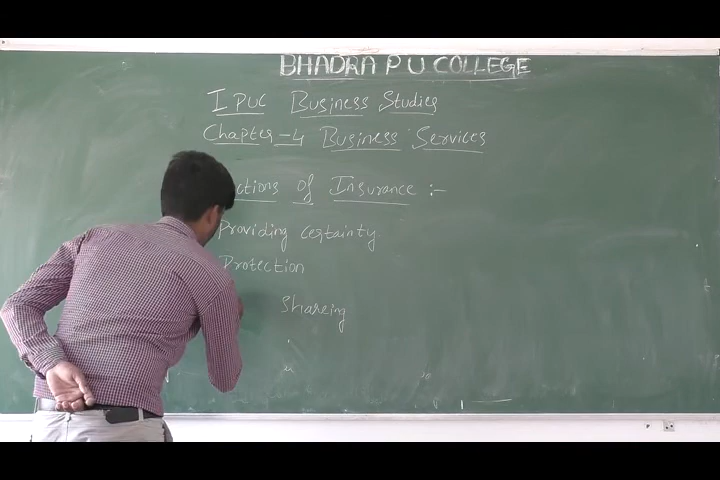 BHADRA P U COLLEGE
I PUC Business Studies
Chapter-4 Business Services
ctions of Insurance :-
Providing certainty
Protection
Shareing